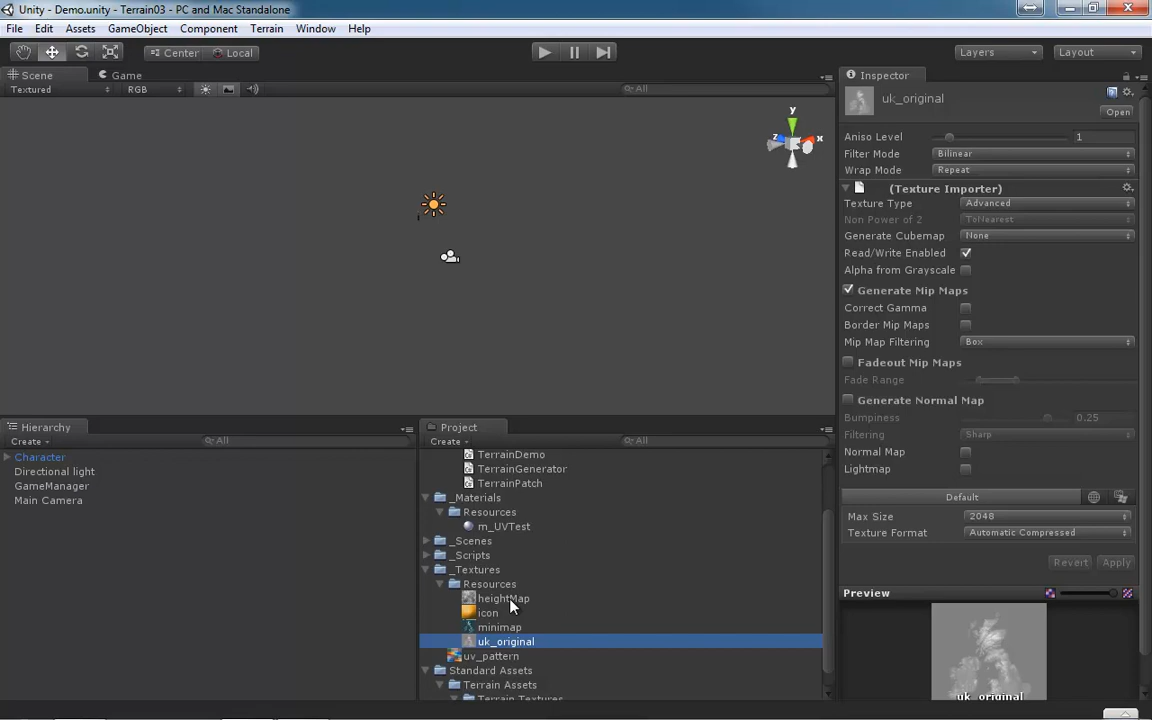 Unity - Demo.unity - Terrain03 - PC and Mac Standalone
File Edit Assets GameObject Component Terrain Window Help
Center Local Layers Layout
Scene Game
Textured RGB All
y
z x
Inspector
uk_original
Open
Aniso Level 1
Filter Mode Bilinear
Wrap Mode Repeat
(Texture Importer)
Texture Type Advanced
Non Power of 2 ToNearest
Generate Cubemap None
Read/Write Enabled
Alpha from Grayscale
Generate Mip Maps
Correct Gamma
Border Mip Maps
Mip Map Filtering Box
Fadeout Mip Maps
Fade Range
Generate Normal Map
Bumpiness 0.25
Filtering Sharp
Normal Map
Lightmap
Default
Max Size 2048
Texture Format Automatic Compressed
Revert Apply
Preview
uk_original
Hierarchy
Create All
Character
Directional light
GameManager
Main Camera
Project
Create All
TerrainDemo
TerrainGenerator
TerrainPatch
_Materials
Resources
m_UVTest
_Scenes
_Scripts
_Textures
Resources
heightMap
icon
minimap
uk_original
uv_pattern
Standard Assets
Terrain Assets
Terrain Textures